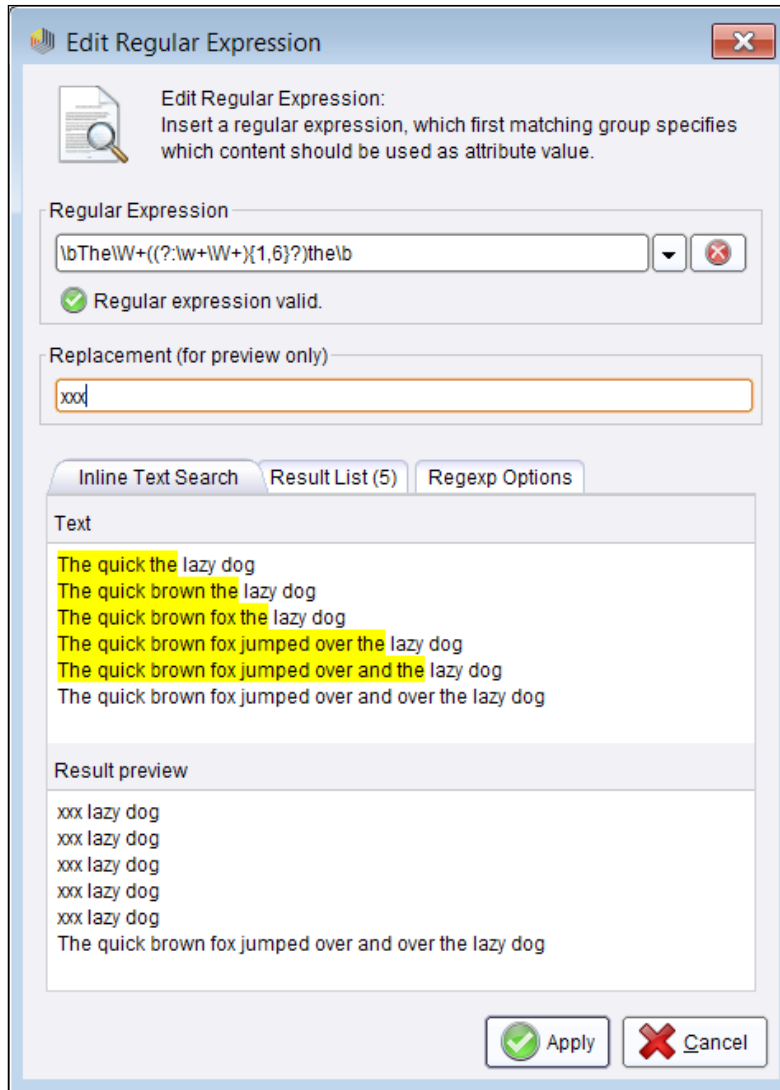 Edit Regular Expression
Edit Regular Expression:
Insert a regular expression, which first matching group specifies
which content should be used as attribute value.
Regular Expression
\bThe\W+((?:\w+\W+){1,6}?)the\b
Regular expression valid.
Replacement (for preview only)
xxx
Inline Text Search Result List (5) Regexp Options
Text
The quick the lazy dog
The quick brown the lazy dog
The quick brown fox the lazy dog
The quick brown fox jumped over the lazy dog
The quick brown fox jumped over and the lazy dog
The quick brown fox jumped over and over the lazy dog
Result preview
xxx lazy dog
xxx lazy dog
xxx lazy dog
xxx lazy dog
xxx lazy dog
The quick brown fox jumped over and over the lazy dog
Apply Cancel